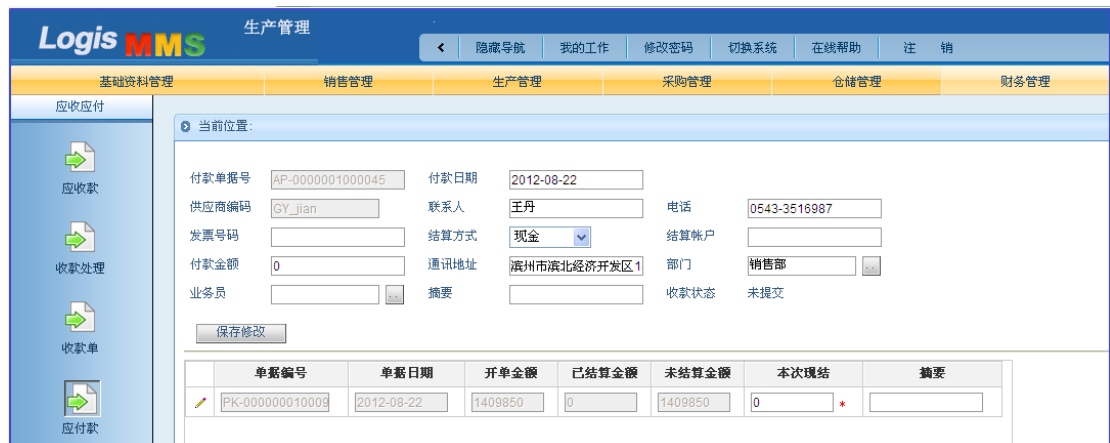 Logis MMS 生产管理
隐藏导航 我的工作 修改密码 切换系统 在线帮助 注 销
基础资料管理 销售管理 生产管理 采购管理 仓储管理 财务管理
应收应付
当前位置:
应收款
收款处理
收款单
应付款
付款单据号 AP-0000001000045 付款日期 2012-08-22
供应商编码 GY_jian 联系人 王丹 电话 0543-3516987
发票号码 结算方式 现金 结算帐户
付款金额 0 通讯地址 滨州市滨北经济开发区1 部门 销售部 ..
业务员 .. 摘要 收款状态 未提交
保存修改
单据编号 单据日期 开单金额 已结算金额 未结算金额 本次现结 摘要
PK-000000010009 2012-08-22 1409850 0 1409850 0 *